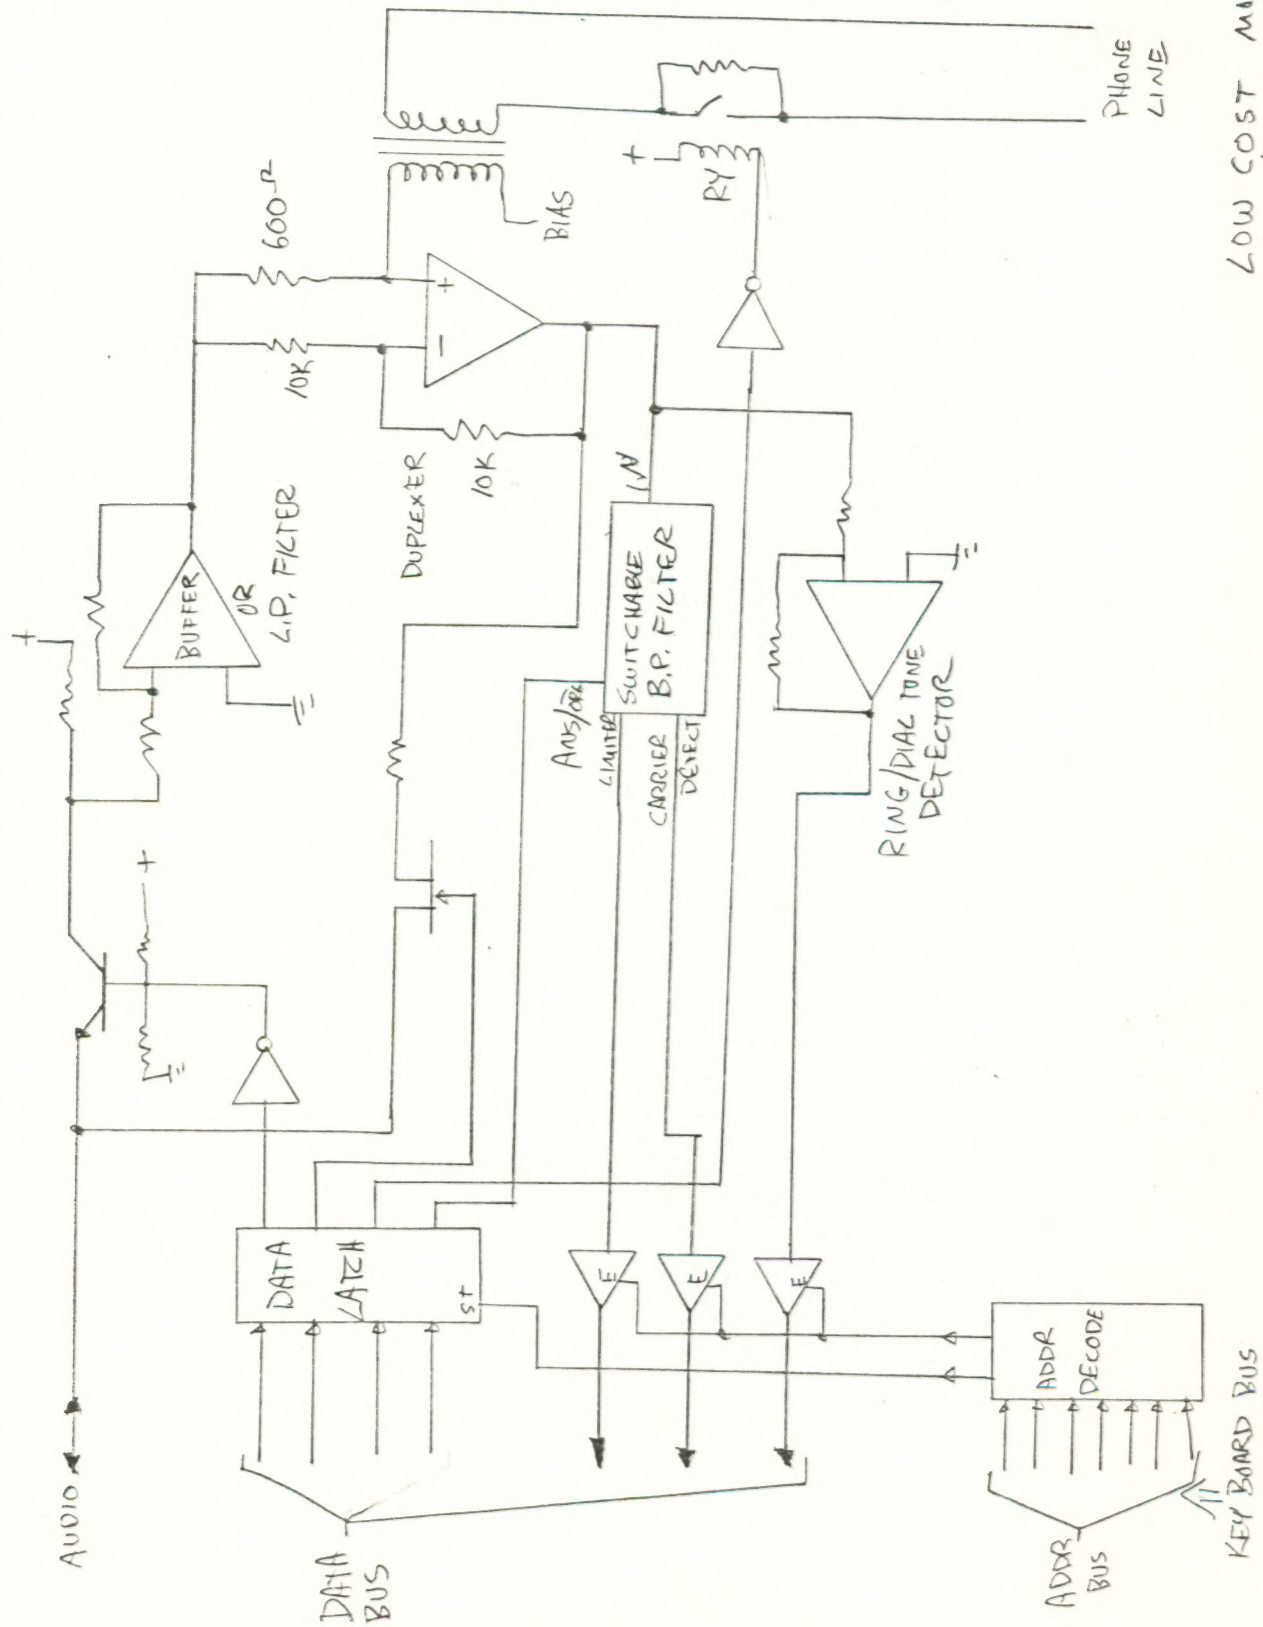 AUDIO
+
+
BUFFER
OR
L.P. FILTER
600Ω
10K
10K
DUPLEXER
+
−
BIAS
+
RY
PHONE
LINE
DATA
LATCH
St
DATA
BUS
E
E
E
ANS/ORG
LIMITER
CARRIER
DETECT
SWITCHABLE
B.P. FILTER
IN
RING/DIAL TONE
DETECTOR
ADDR
DECODE
ADDR
BUS
KEY BOARD BUS
LOW COST